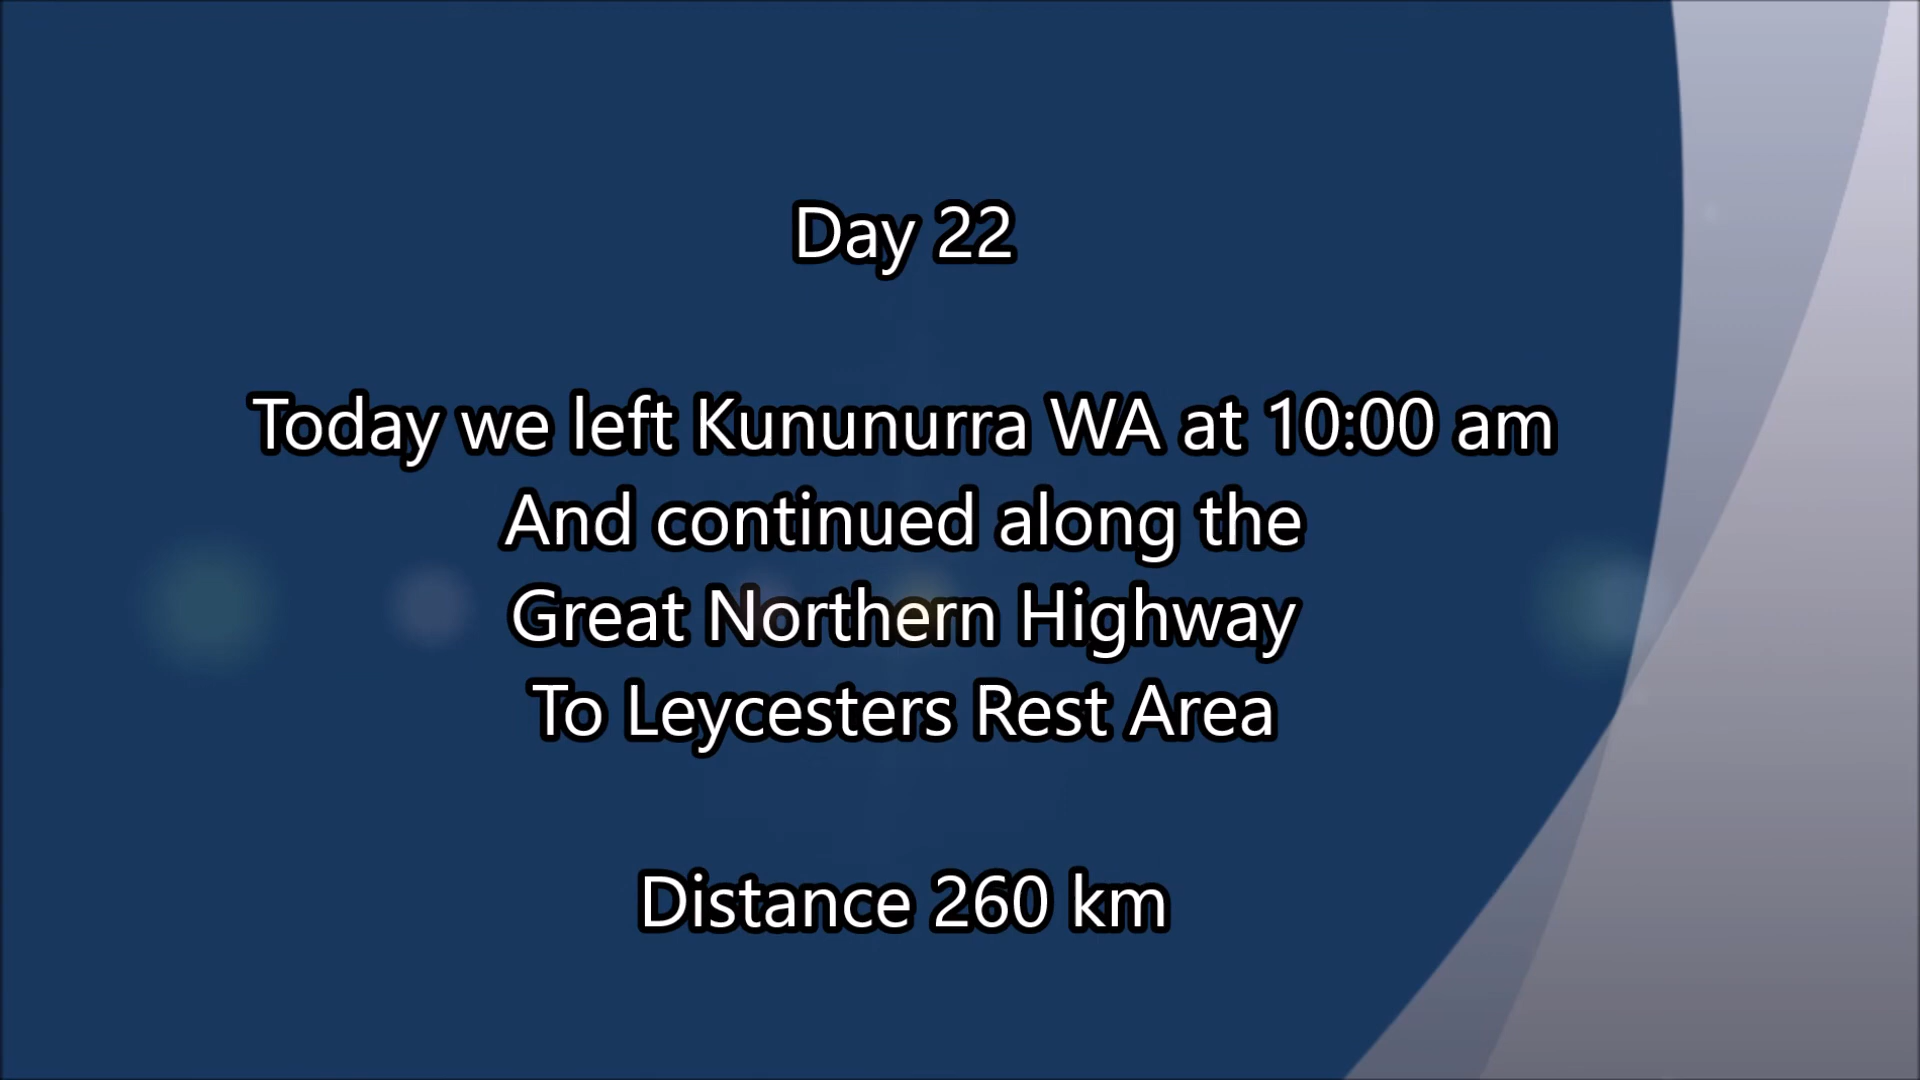 Day 22
Today we left Kununurra WA at 10:00 am
And continued along the
Great Northern Highway
To Leycesters Rest Area
Distance 260 km